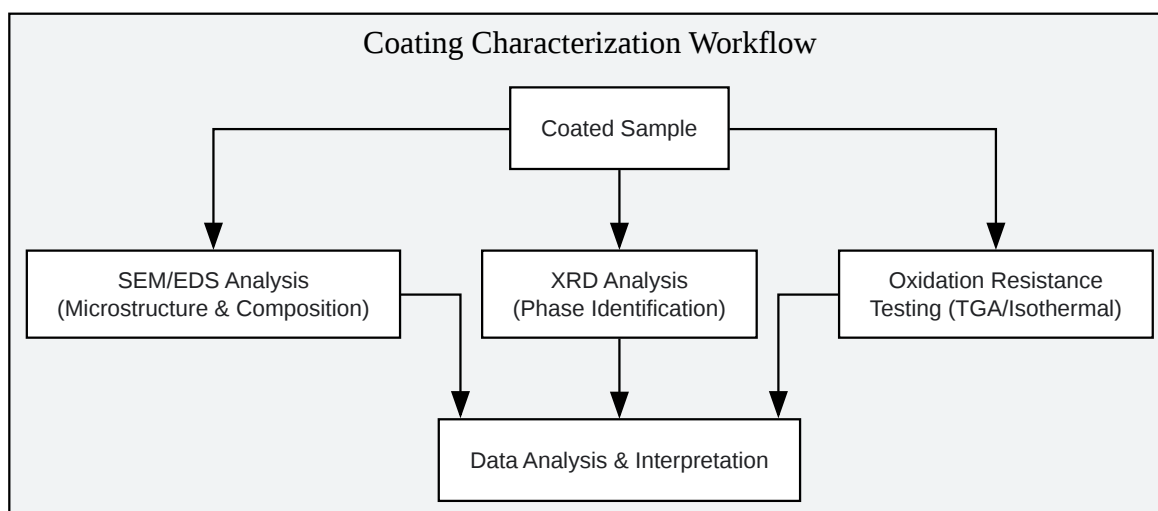 Coating Characterization Workflow
Coated Sample
SEM/EDS Analysis
(Microstructure & Composition)
XRD Analysis
(Phase Identification)
Oxidation Resistance
Testing (TGA/Isothermal)
Data Analysis & Interpretation